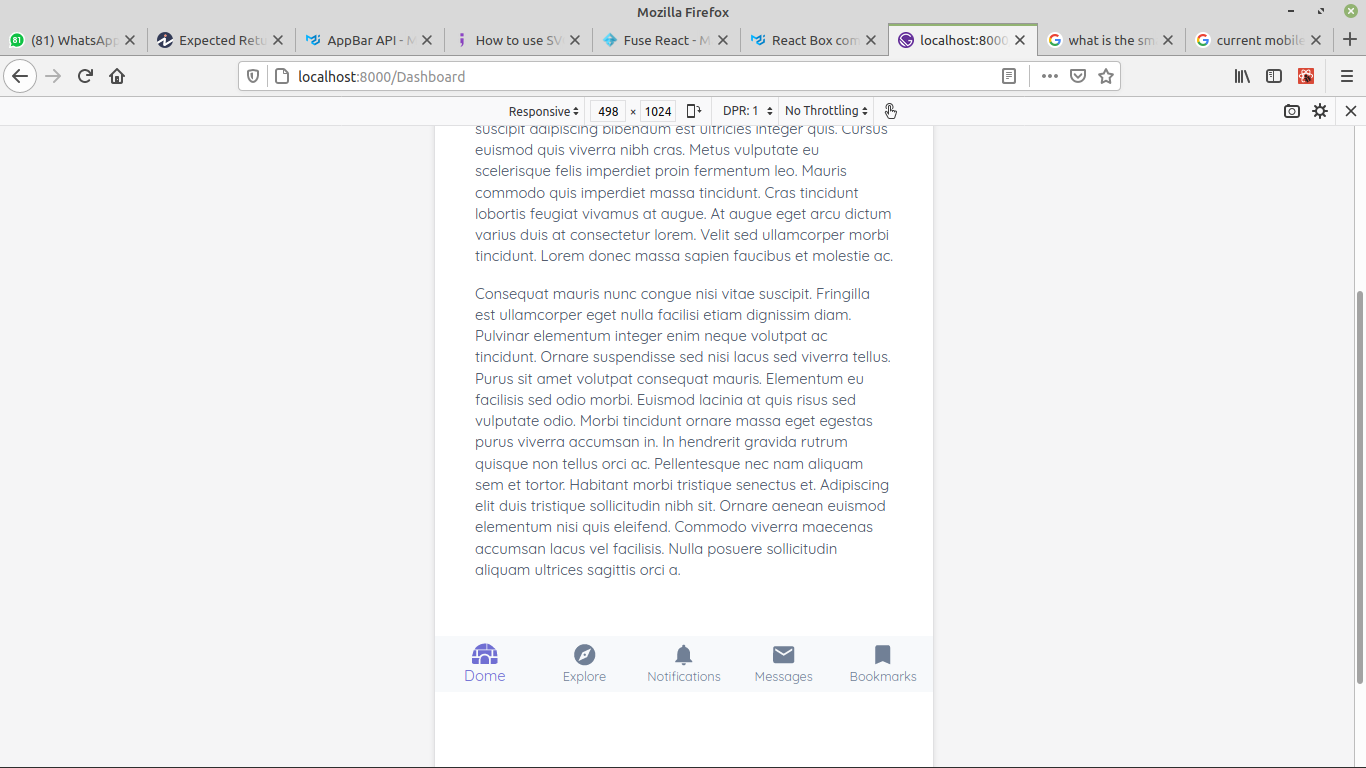 Mozilla Firefox
(81) WhatsApp
Expected Retu
AppBar API - M
How to use SV
Fuse React - M
React Box com
localhost:8000
what is the sm
current mobile
localhost:8000/Dashboard
Responsive 498 × 1024 DPR: 1 No Throttling
suscipit adipiscing bibendum est ultricies integer quis. Cursus
euismod quis viverra nibh cras. Metus vulputate eu
scelerisque felis imperdiet proin fermentum leo. Mauris
commodo quis imperdiet massa tincidunt. Cras tincidunt
lobortis feugiat vivamus at augue. At augue eget arcu dictum
varius duis at consectetur lorem. Velit sed ullamcorper morbi
tincidunt. Lorem donec massa sapien faucibus et molestie ac.
Consequat mauris nunc congue nisi vitae suscipit. Fringilla
est ullamcorper eget nulla facilisi etiam dignissim diam.
Pulvinar elementum integer enim neque volutpat ac
tincidunt. Ornare suspendisse sed nisi lacus sed viverra tellus.
Purus sit amet volutpat consequat mauris. Elementum eu
facilisis sed odio morbi. Euismod lacinia at quis risus sed
vulputate odio. Morbi tincidunt ornare massa eget egestas
purus viverra accumsan in. In hendrerit gravida rutrum
quisque non tellus orci ac. Pellentesque nec nam aliquam
sem et tortor. Habitant morbi tristique senectus et. Adipiscing
elit duis tristique sollicitudin nibh sit. Ornare aenean euismod
elementum nisi quis eleifend. Commodo viverra maecenas
accumsan lacus vel facilisis. Nulla posuere sollicitudin
aliquam ultrices sagittis orci a.
Dome
Explore
Notifications
Messages
Bookmarks